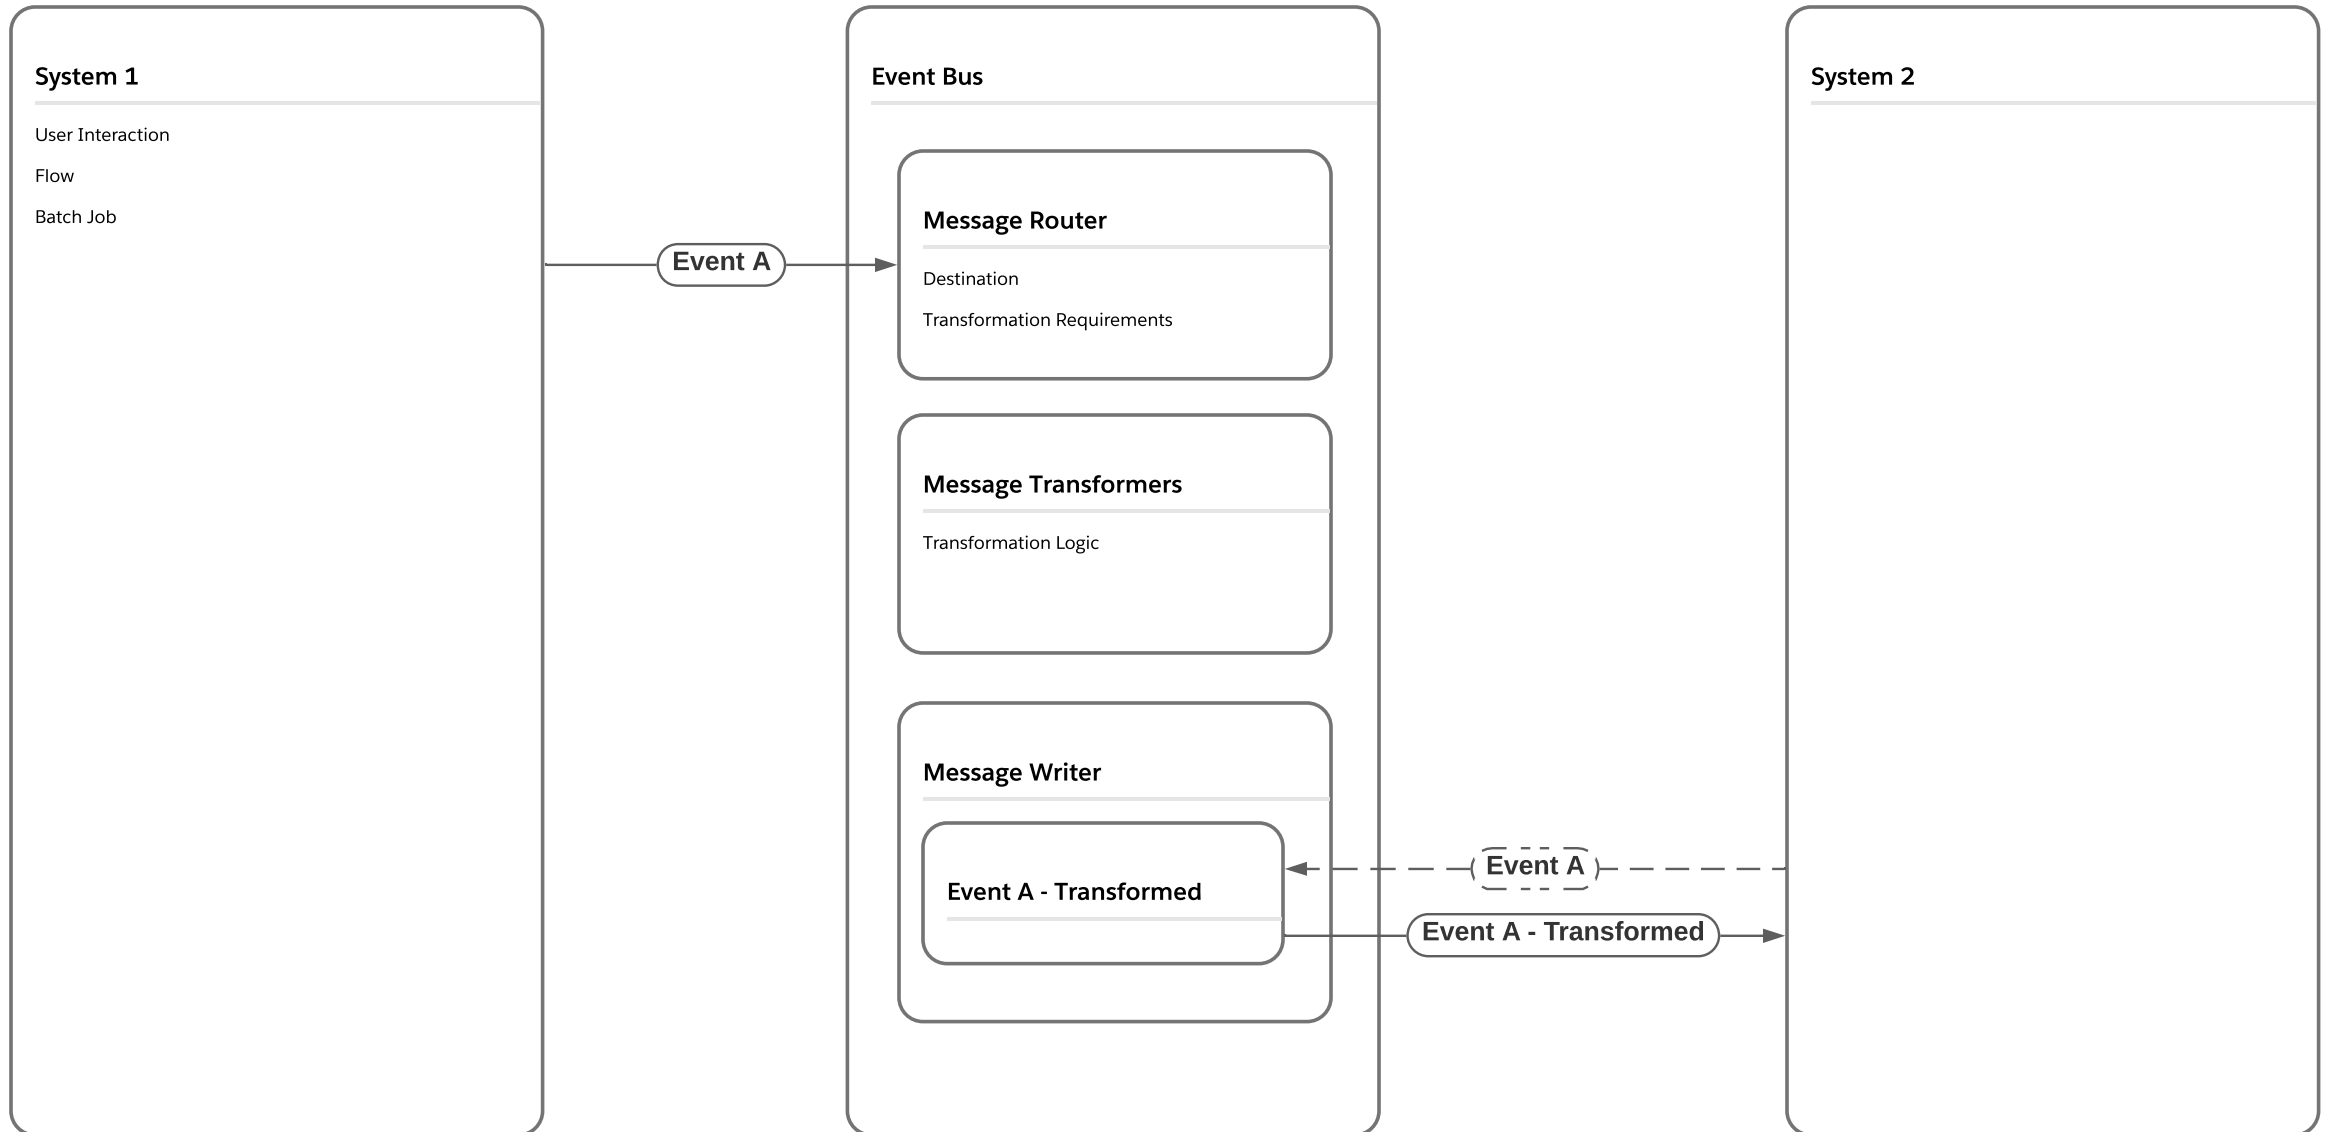 System 1
User Interaction
Flow
Batch Job
Event A
Event Bus
Message Router
Destination
Transformation Requirements
Message Transformers
Transformation Logic
Message Writer
Event A - Transformed
Event A
Event A - Transformed
System 2